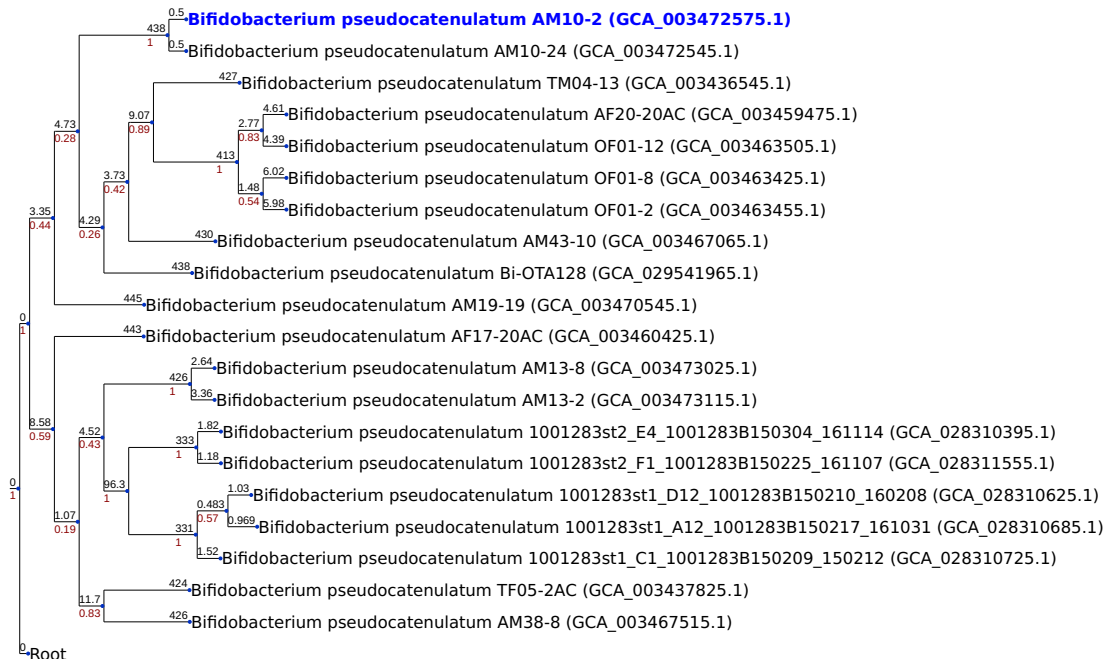 0.5 Bifidobacterium pseudocatenulatum AM10-2 (GCA_003472575.1)
438
1
0.5 Bifidobacterium pseudocatenulatum AM10-24 (GCA_003472545.1)
427 Bifidobacterium pseudocatenulatum TM04-13 (GCA_003436545.1)
4.61 Bifidobacterium pseudocatenulatum AF20-20AC (GCA_003459475.1)
9.07
0.89
2.77
0.83
4.73
0.28
4.39 Bifidobacterium pseudocatenulatum OF01-12 (GCA_003463505.1)
413
1
6.02 Bifidobacterium pseudocatenulatum OF01-8 (GCA_003463425.1)
3.73
0.42
1.48
0.54
5.98 Bifidobacterium pseudocatenulatum OF01-2 (GCA_003463455.1)
3.35
0.44
4.29
0.26
430 Bifidobacterium pseudocatenulatum AM43-10 (GCA_003467065.1)
438 Bifidobacterium pseudocatenulatum Bi-OTA128 (GCA_029541965.1)
445 Bifidobacterium pseudocatenulatum AM19-19 (GCA_003470545.1)
0
1
443 Bifidobacterium pseudocatenulatum AF17-20AC (GCA_003460425.1)
2.64 Bifidobacterium pseudocatenulatum AM13-8 (GCA_003473025.1)
426
1
3.36 Bifidobacterium pseudocatenulatum AM13-2 (GCA_003473115.1)
8.58
0.59
4.52
0.43
1.82 Bifidobacterium pseudocatenulatum 1001283st2_E4_1001283B150304_161114 (GCA_028310395.1)
333
1
1.18 Bifidobacterium pseudocatenulatum 1001283st2_F1_1001283B150225_161107 (GCA_028311555.1)
0
1
96.3
1
1.03 Bifidobacterium pseudocatenulatum 1001283st1_D12_1001283B150210_160208 (GCA_028310625.1)
0.483
0.57
1.07
0.19
0.969 Bifidobacterium pseudocatenulatum 1001283st1_A12_1001283B150217_161031 (GCA_028310685.1)
331
1
1.52 Bifidobacterium pseudocatenulatum 1001283st1_C1_1001283B150209_150212 (GCA_028310725.1)
424 Bifidobacterium pseudocatenulatum TF05-2AC (GCA_003437825.1)
11.7
0.83
426 Bifidobacterium pseudocatenulatum AM38-8 (GCA_003467515.1)
0 Root